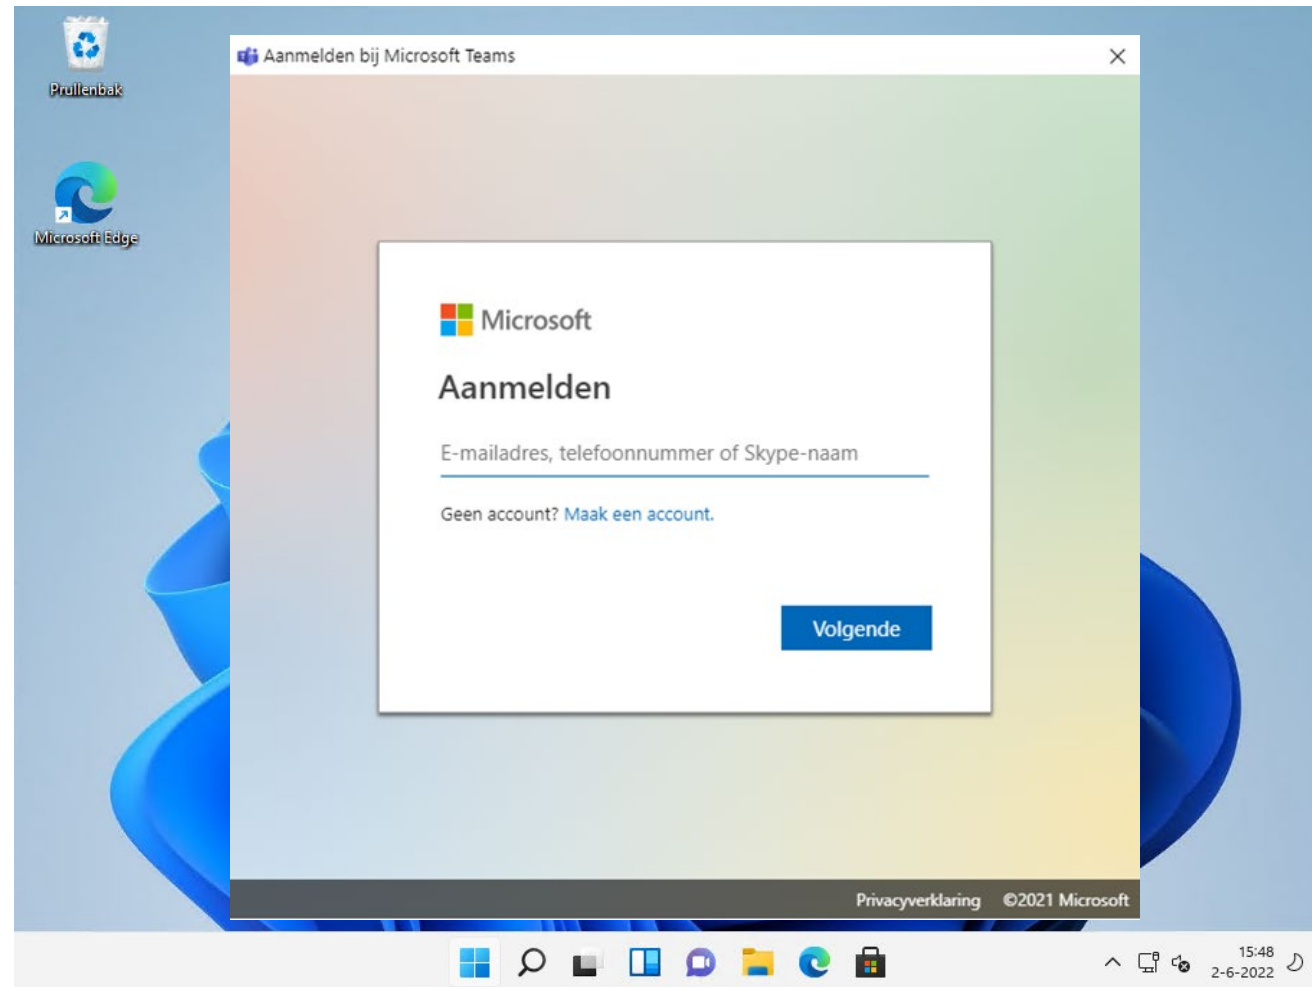 Prullenbak
Microsoft Edge
Aanmelden bij Microsoft Teams
Microsoft
Aanmelden
E-mailadres, telefoonnummer of Skype-naam
Geen account? Maak een account.
Volgende
Privacyverklaring ©2021 Microsoft
15:48
2-6-2022